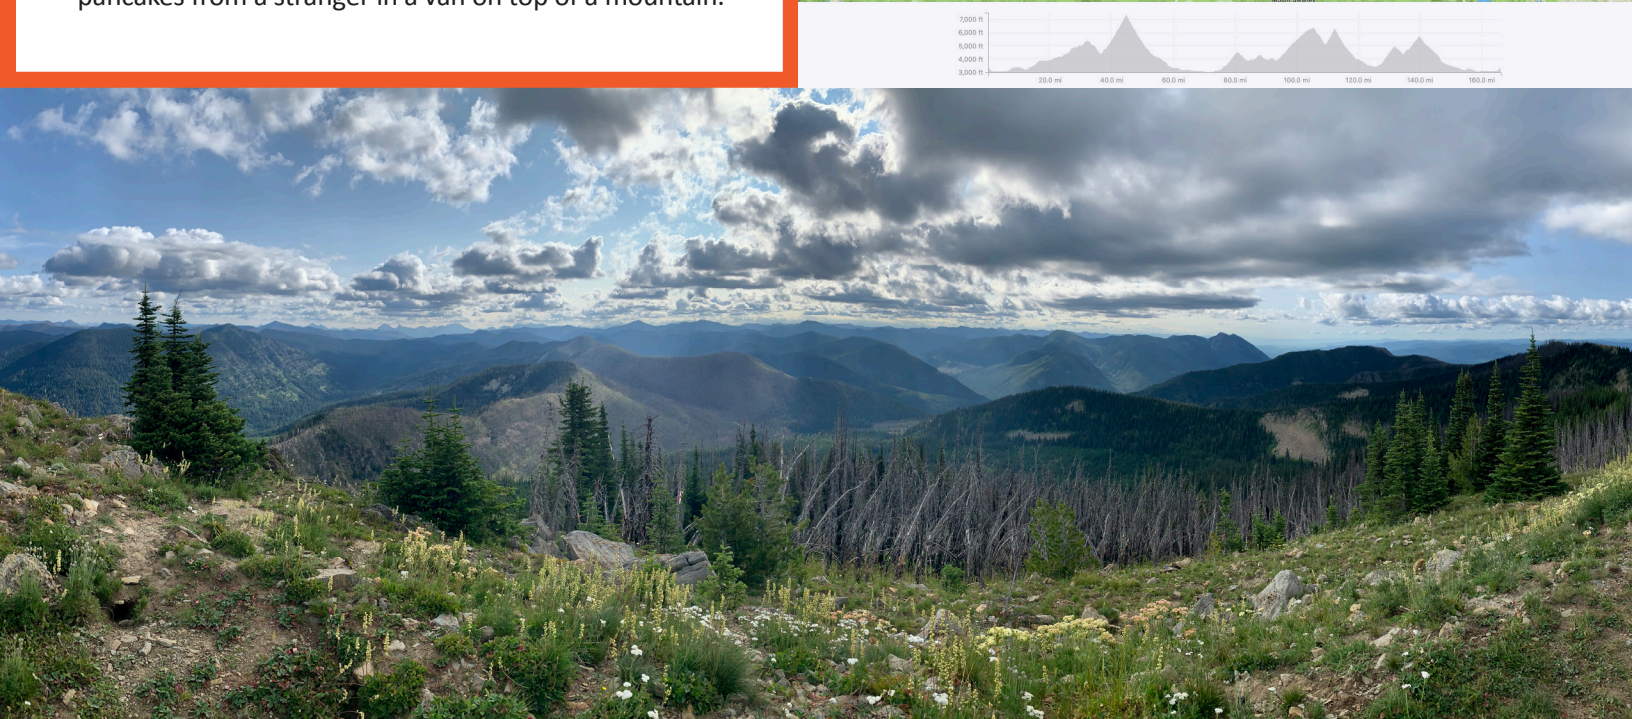 pancakes from a stranger in a van on top of a mountain.
7,000 ft
6,000 ft
5,000 ft
4,000 ft
3,000 ft
20.0 mi 40.0 mi 60.0 mi 80.0 mi 100.0 mi 120.0 mi 140.0 mi 160.0 mi